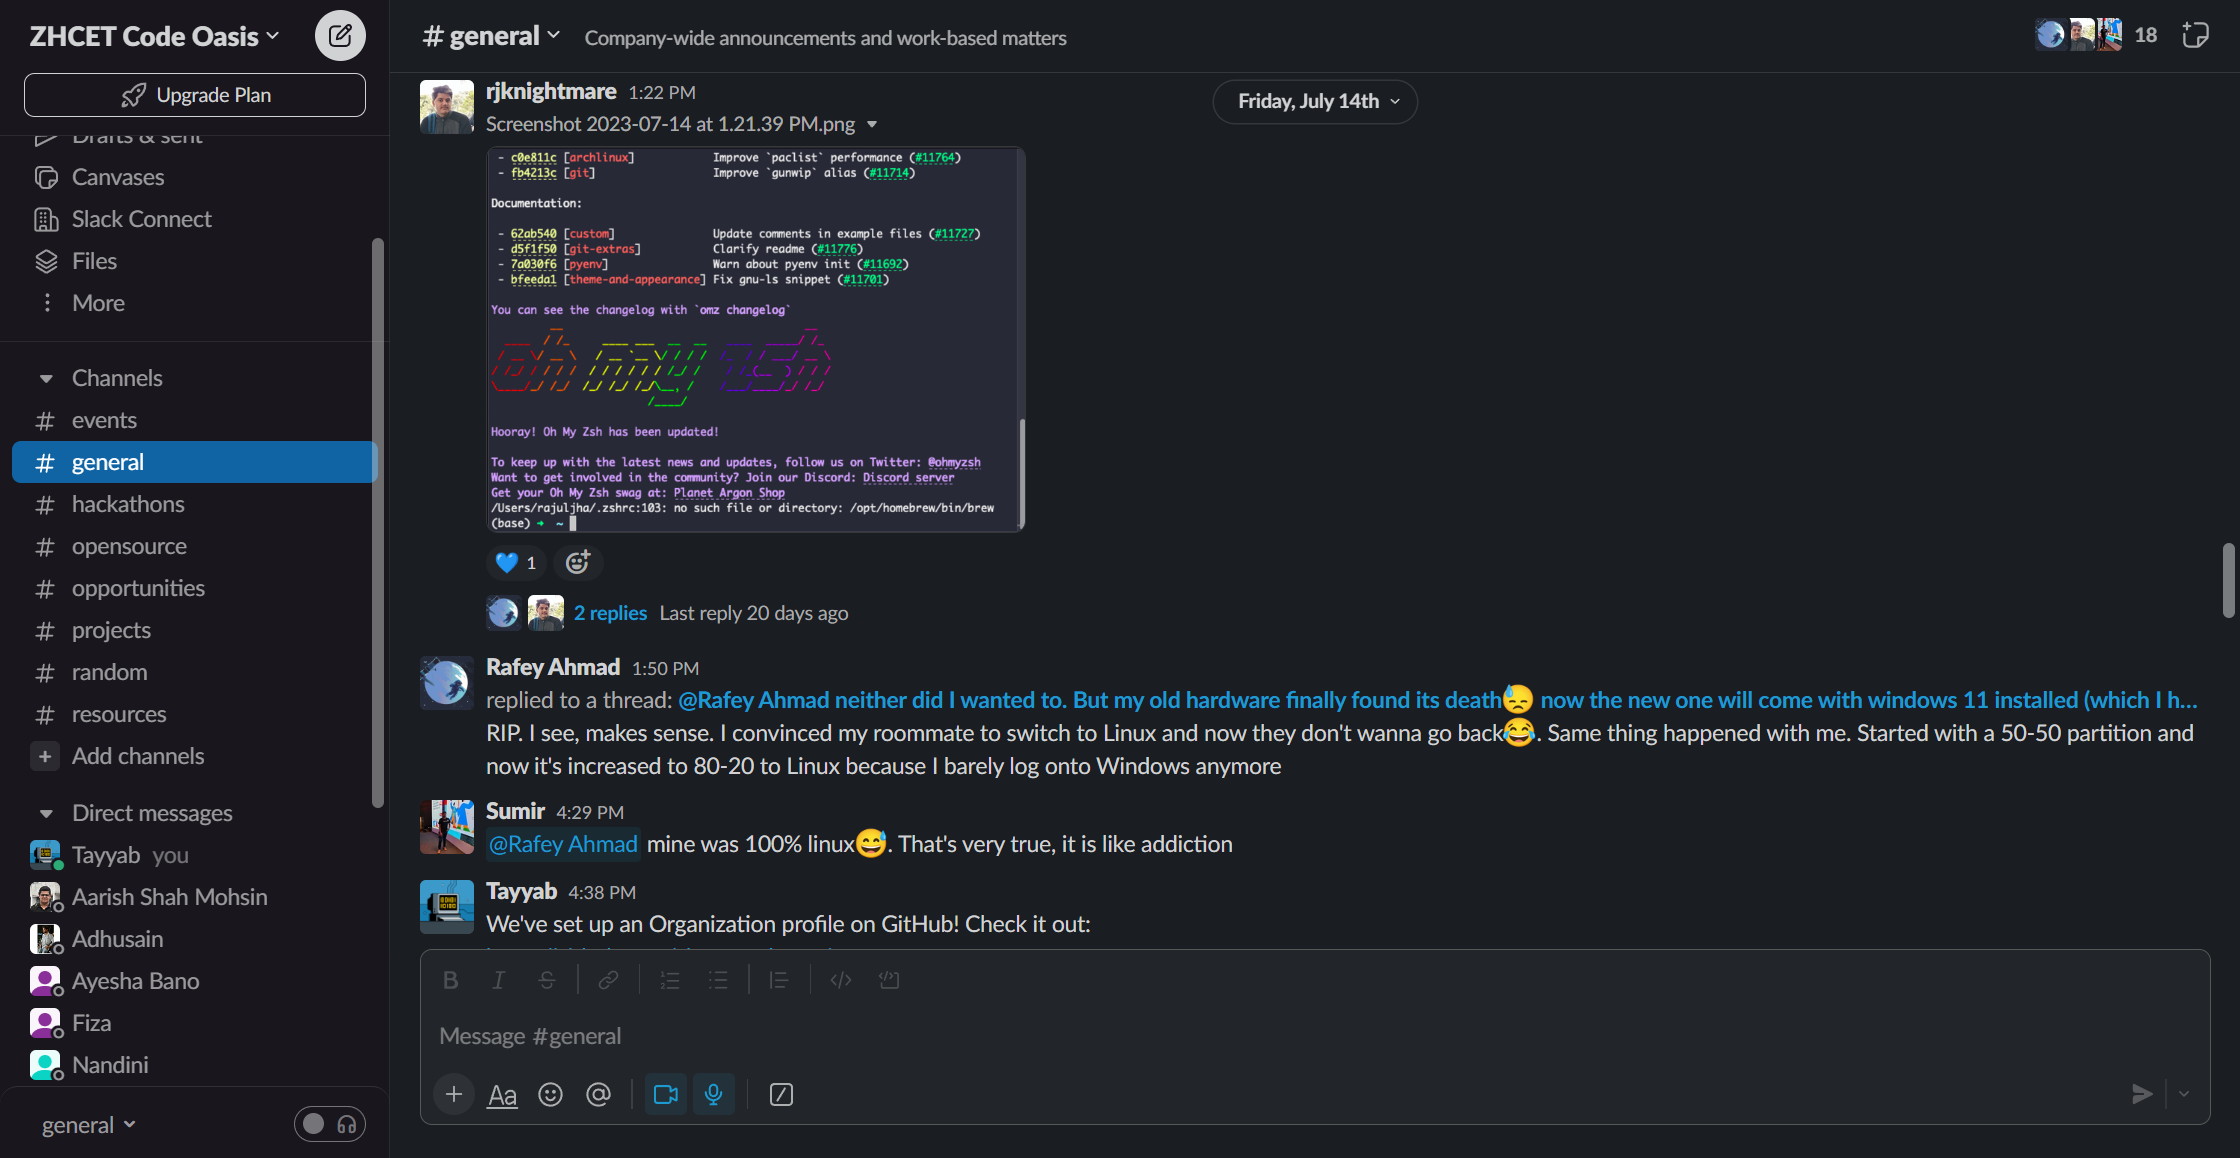 ZHCET Code Oasis
Upgrade Plan
Drafts & sent
Canvases
Slack Connect
Files
More
Channels
# events
# general
# hackathons
# opensource
# opportunities
# projects
# random
# resources
+ Add channels
Direct messages
Tayyab you
Aarish Shah Mohsin
Adhusain
Ayesha Bano
Fiza
Nandini
general
# general
Company-wide announcements and work-based matters
18
Friday, July 14th
rjknightmare 1:22 PM
Screenshot 2023-07-14 at 1.21.39 PM.png
- c0e811c [archlinux] Improve `paclist` performance (#11764)
- fb4213c [git] Improve `gunwip` alias (#11714)
Documentation:
- 62ab540 [custom] Update comments in example files (#11727)
- d5f1f50 [git-extras] Clarify readme (#11776)
- 7a030f6 [pyenv] Warn about pyenv init (#11692)
- bfeeda1 [theme-and-appearance] Fix gnu-ls snippet (#11701)
You can see the changelog with `omz changelog`
oh my zsh
Hooray! Oh My Zsh has been updated!
To keep up with the latest news and updates, follow us on Twitter: @ohmyzsh
Want to get involved in the community? Join our Discord: Discord server
Get your Oh My Zsh swag at: Planet Argon Shop
/Users/rajuljha/.zshrc:103: no such file or directory: /opt/homebrew/bin/brew
(base) ➜ ~
💙 1
2 replies Last reply 20 days ago
Rafey Ahmad 1:50 PM
replied to a thread: @Rafey Ahmad neither did I wanted to. But my old hardware finally found its death😓 now the new one will come with windows 11 installed (which I h...
RIP. I see, makes sense. I convinced my roommate to switch to Linux and now they don't wanna go back😂. Same thing happened with me. Started with a 50-50 partition and
now it's increased to 80-20 to Linux because I barely log onto Windows anymore
Sumir 4:29 PM
@Rafey Ahmad mine was 100% linux😅. That's very true, it is like addiction
Tayyab 4:38 PM
We've set up an Organization profile on GitHub! Check it out:
Message #general
Aa